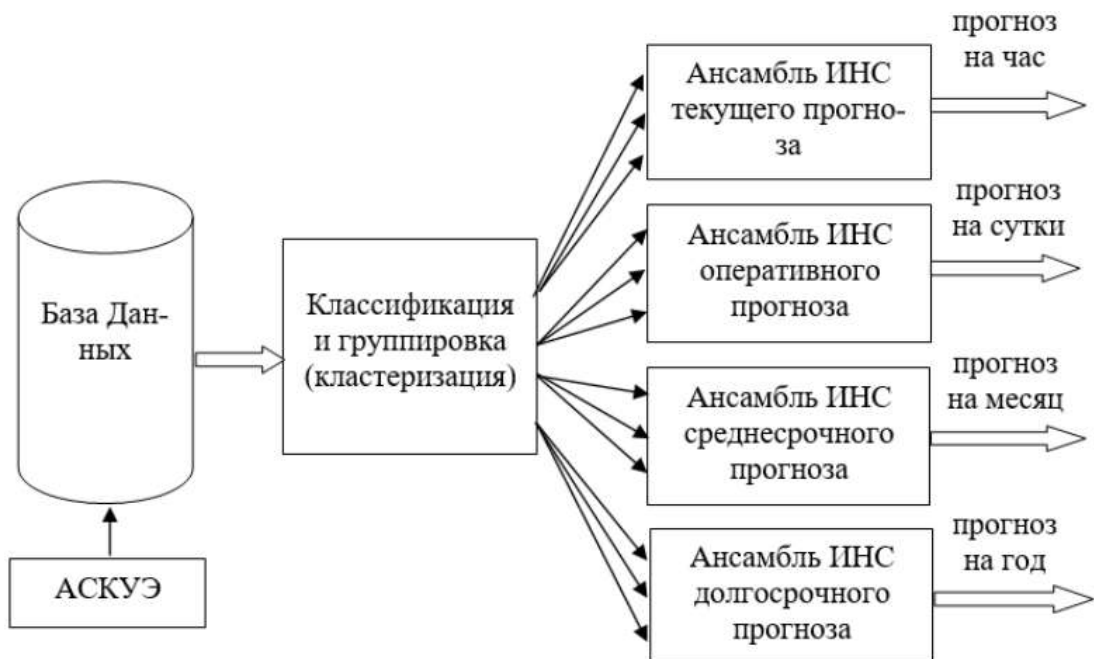 База Дан-
ных
АСКУЭ
Классификация
и группировка
(кластеризация)
Ансамбль ИНС
текущего прогно-
за
прогноз
на час
Ансамбль ИНС
оперативного
прогноза
прогноз
на сутки
Ансамбль ИНС
среднесрочного
прогноза
прогноз
на месяц
Ансамбль ИНС
долгосрочного
прогноза
прогноз
на год